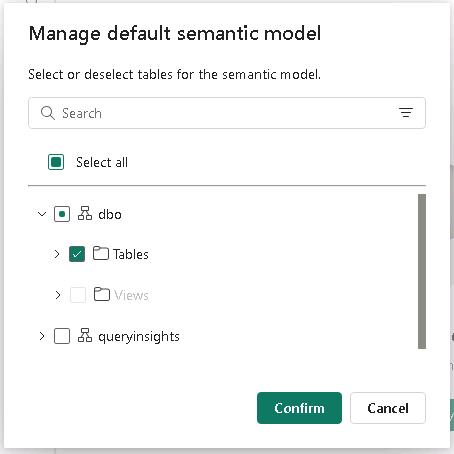 Manage default semantic model
Select or deselect tables for the semantic model.
Search
Select all
dbo
Tables
Views
queryinsights
Confirm
Cancel